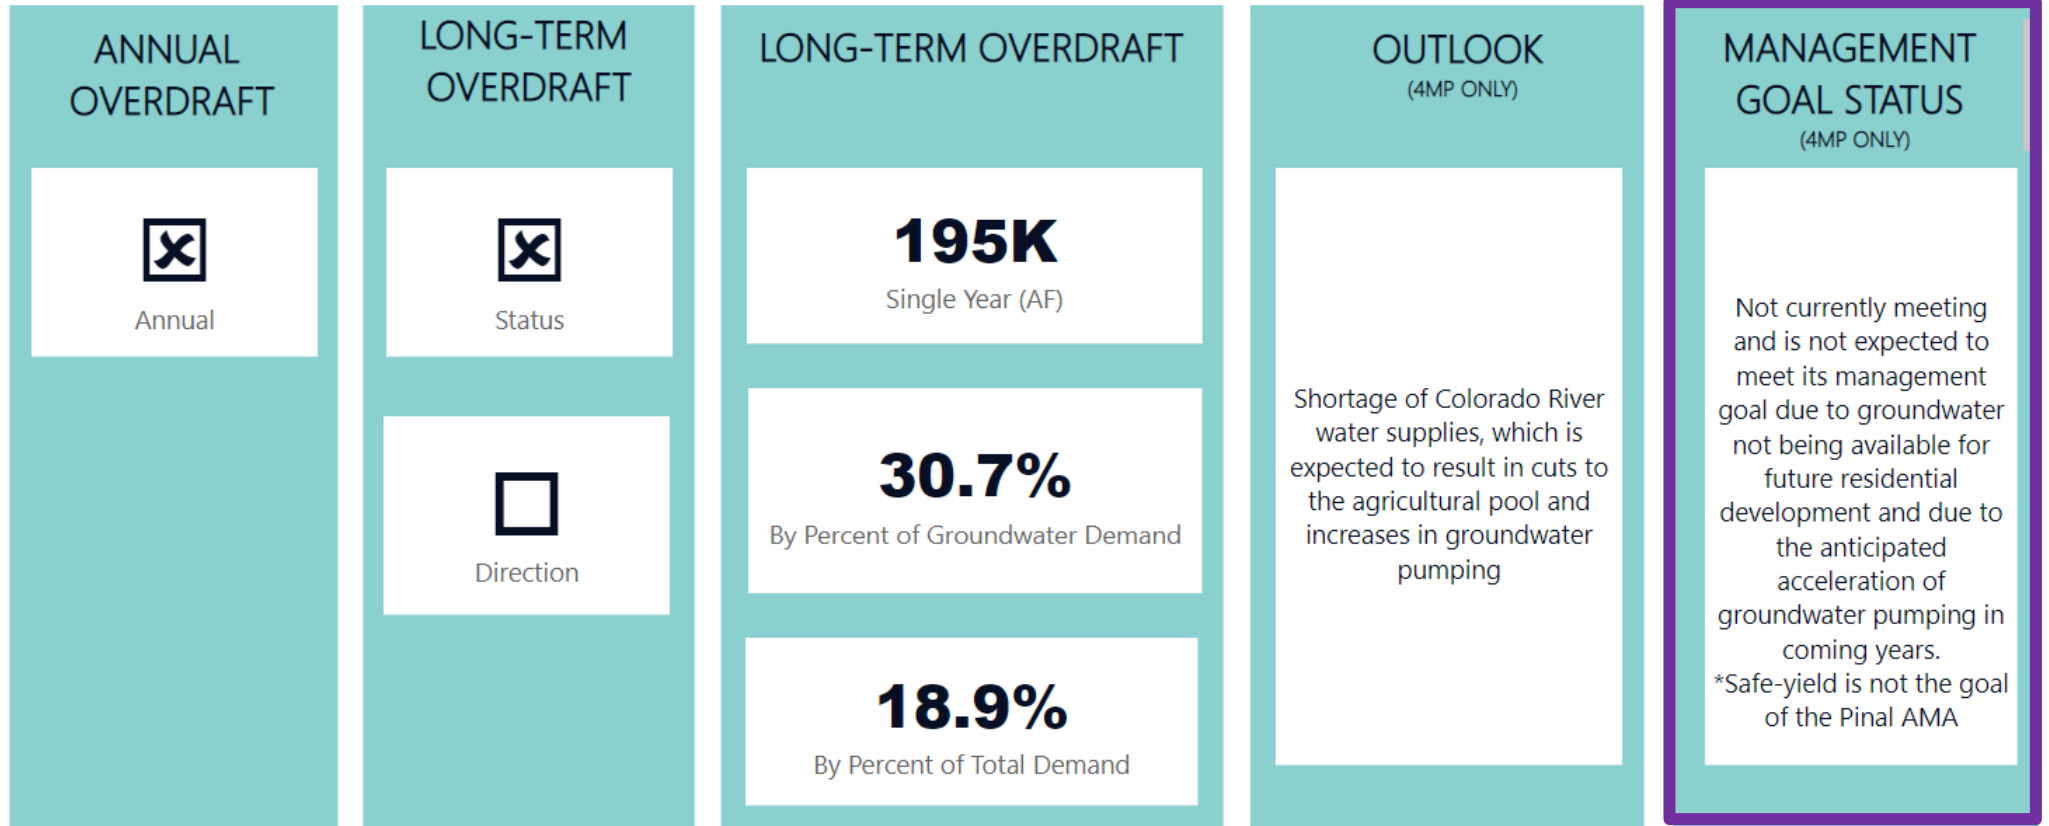 ANNUAL
OVERDRAFT
Annual
LONG-TERM
OVERDRAFT
Status
Direction
LONG-TERM OVERDRAFT
195K
Single Year (AF)
30.7%
By Percent of Groundwater Demand
18.9%
By Percent of Total Demand
OUTLOOK
(4MP ONLY)
Shortage of Colorado River
water supplies, which is
expected to result in cuts to
the agricultural pool and
increases in groundwater
pumping
MANAGEMENT
GOAL STATUS
(4MP ONLY)
Not currently meeting
and is not expected to
meet its management
goal due to groundwater
not being available for
future residential
development and due to
the anticipated
acceleration of
groundwater pumping in
coming years.
*Safe-yield is not the goal
of the Pinal AMA